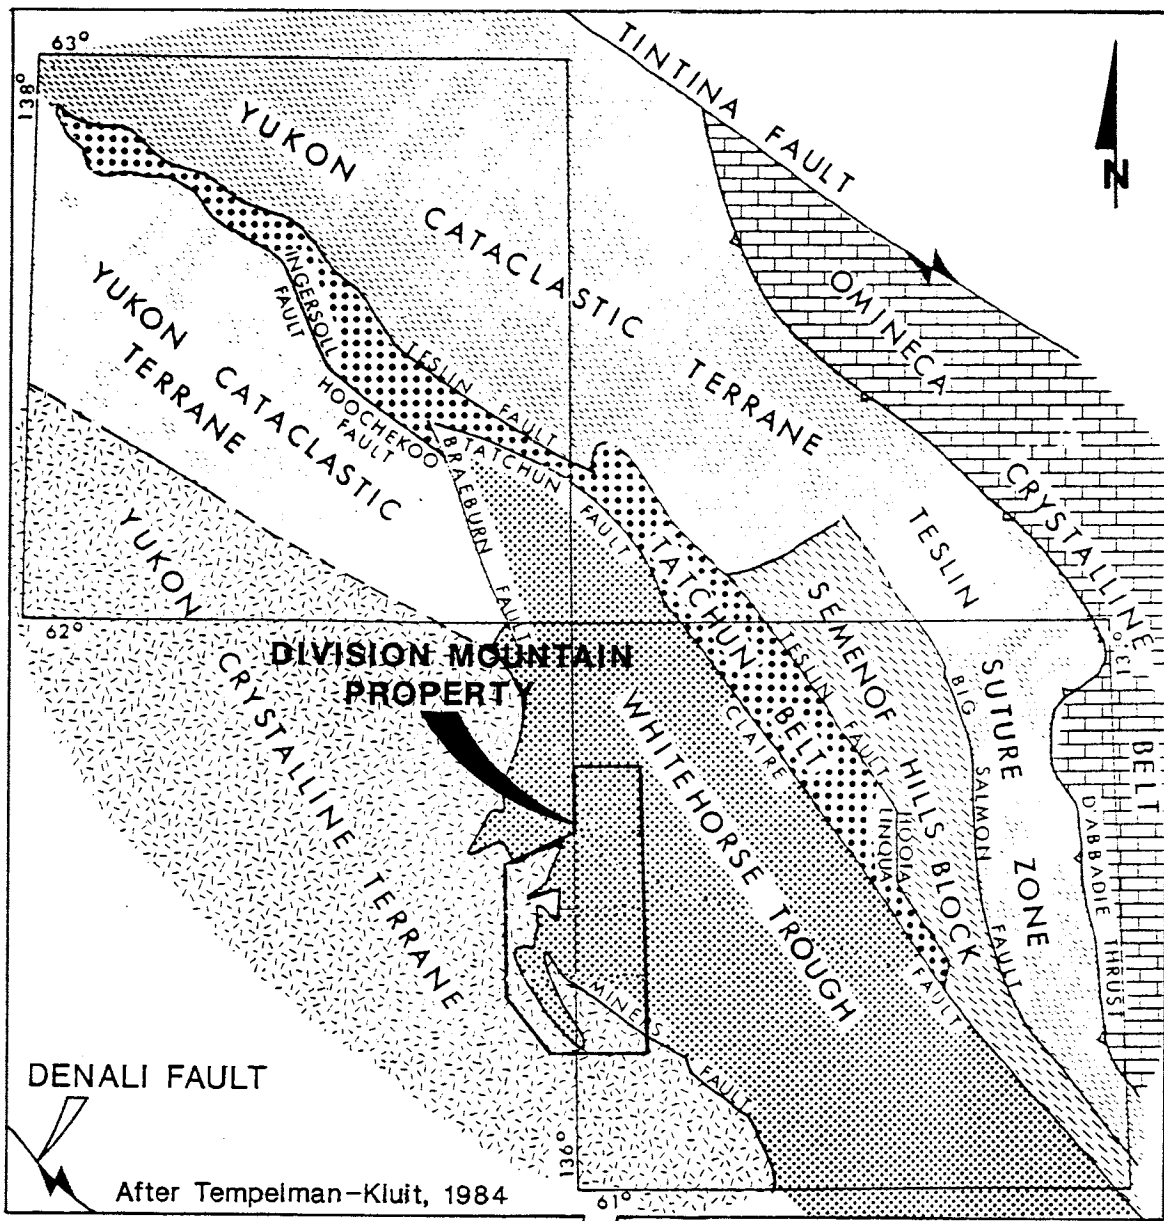 63°
138°
TINTINA FAULT
N
YUKON CATACLASTIC TERRANE
OMINECA CRYSTALLINE BELT
YUKON CATACLASTIC
TERRANE
INGERSOLL
FAULT
TESLIN FAULT
HOOCHEKOO
FAULT
TATCHUN FAULT
BRAEBURN FAULT
TESLIN SUTURE ZONE
YUKON CRYSTALLINE TERRANE
62°
TATCHUN BELT
SEMENOF HILLS BLOCK
TESLIN FAULT
BIG SALMON FAULT
DIVISION MOUNTAIN
PROPERTY
WHITEHORSE TROUGH
CLAIRE FAULT
LINQUA
D'ABBADIE THRUST
MINERS FAULT
DENALI FAULT
136°
61°
After Tempelman-Kluit, 1984